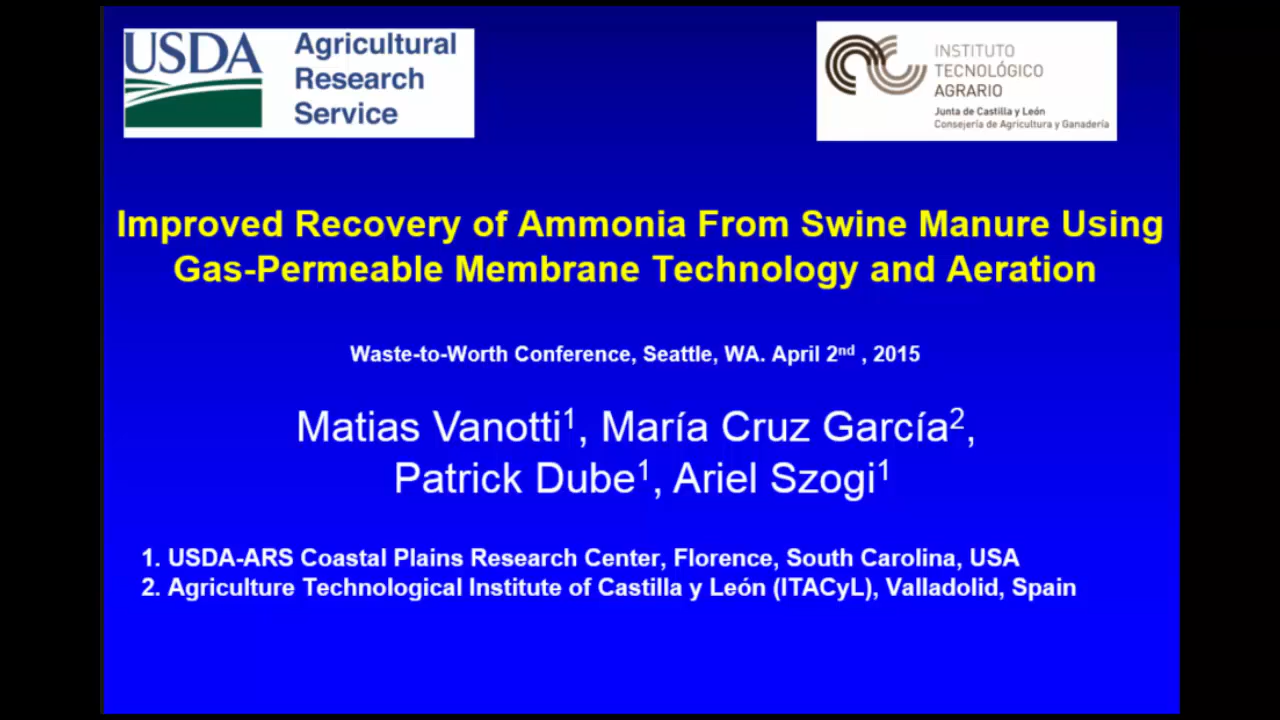 USDA
Agricultural
Research
Service
INSTITUTO
TECNOLÓGICO
AGRARIO
Junta de Castilla y León
Consejería de Agricultura y Ganadería
Improved Recovery of Ammonia From Swine Manure Using
Gas-Permeable Membrane Technology and Aeration
Waste-to-Worth Conference, Seattle, WA. April 2nd , 2015
Matias Vanotti1, María Cruz García2,
Patrick Dube1, Ariel Szogi1
1. USDA-ARS Coastal Plains Research Center, Florence, South Carolina, USA
2. Agriculture Technological Institute of Castilla y León (ITACyL), Valladolid, Spain